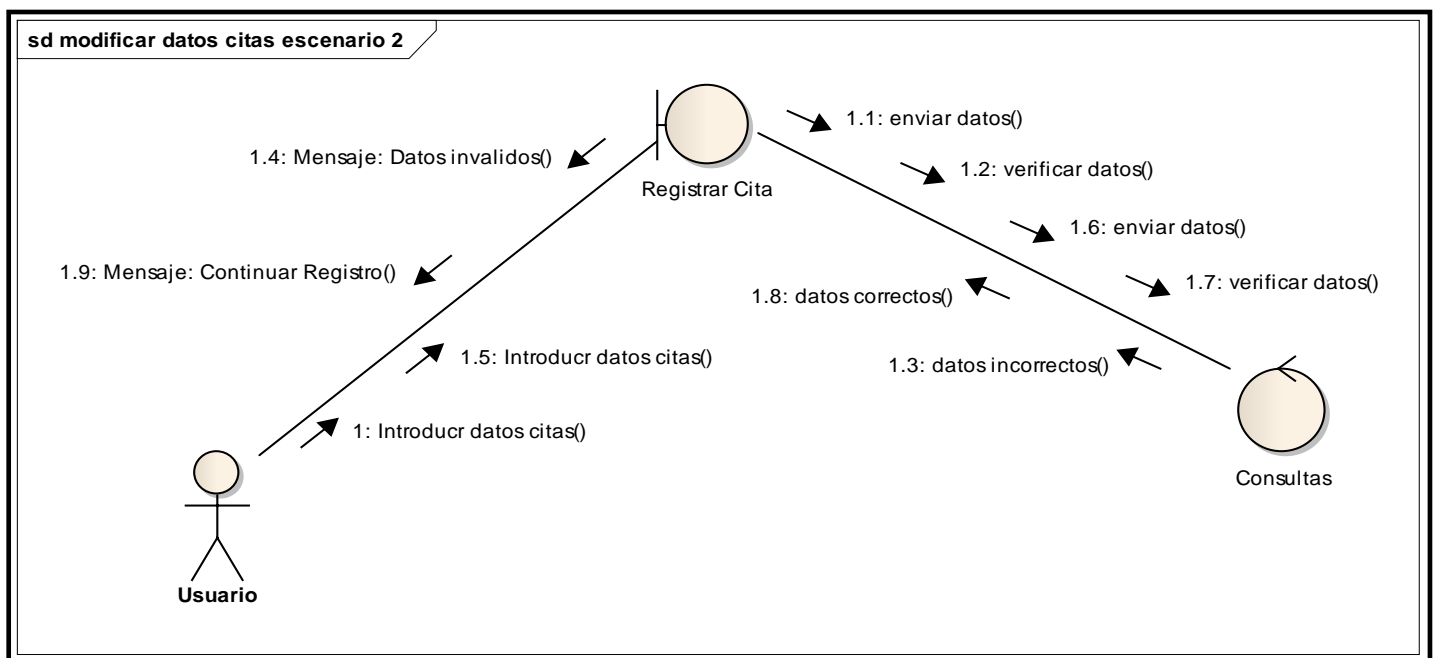 sd modificar datos citas escenario 2
1.1: enviar datos()
1.4: Mensaje: Datos invalidos()
1.2: verificar datos()
Registrar Cita
1.6: enviar datos()
1.9: Mensaje: Continuar Registro()
1.7: verificar datos()
1.8: datos correctos()
1.5: Introducr datos citas()
1.3: datos incorrectos()
1: Introducr datos citas()
Consultas
Usuario